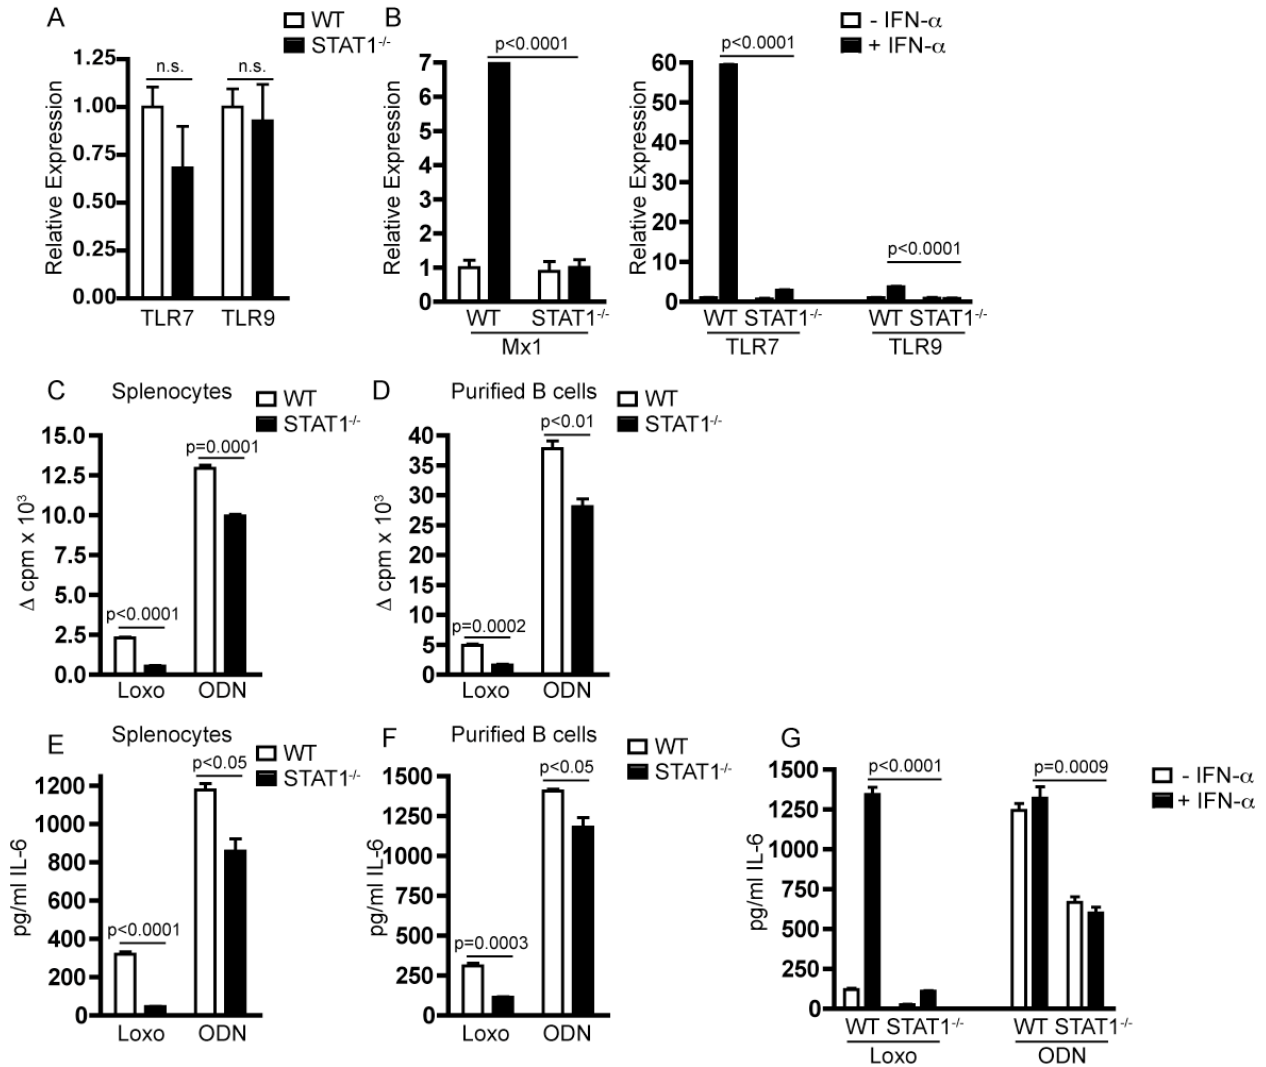 A
WT
STAT1-/-
Relative Expression
1.25
1.00
0.75
0.50
0.25
0.00
n.s.
n.s.
TLR7
TLR9
B
- IFN-α
+ IFN-α
Relative Expression
7
6
5
4
3
2
1
0
p<0.0001
WT
STAT1-/-
Mx1
Relative Expression
60
50
40
30
20
10
0
p<0.0001
p<0.0001
WT STAT1-/-
WT STAT1-/-
TLR7
TLR9
C
Splenocytes
WT
STAT1-/-
Δ cpm x 10³
15.0
12.5
10.0
7.5
5.0
2.5
0.0
p<0.0001
p=0.0001
Loxo
ODN
D
Purified B cells
WT
STAT1-/-
Δ cpm x 10³
40
35
30
25
20
15
10
5
0
p=0.0002
p<0.01
Loxo
ODN
E
Splenocytes
WT
STAT1-/-
pg/ml IL-6
1200
1000
800
600
400
200
0
p<0.0001
p<0.05
Loxo
ODN
F
Purified B cells
WT
STAT1-/-
pg/ml IL-6
1500
1250
1000
750
500
250
0
p=0.0003
p<0.05
Loxo
ODN
G
- IFN-α
+ IFN-α
pg/ml IL-6
1500
1250
1000
750
500
250
0
p<0.0001
p=0.0009
WT STAT1-/-
WT STAT1-/-
Loxo
ODN